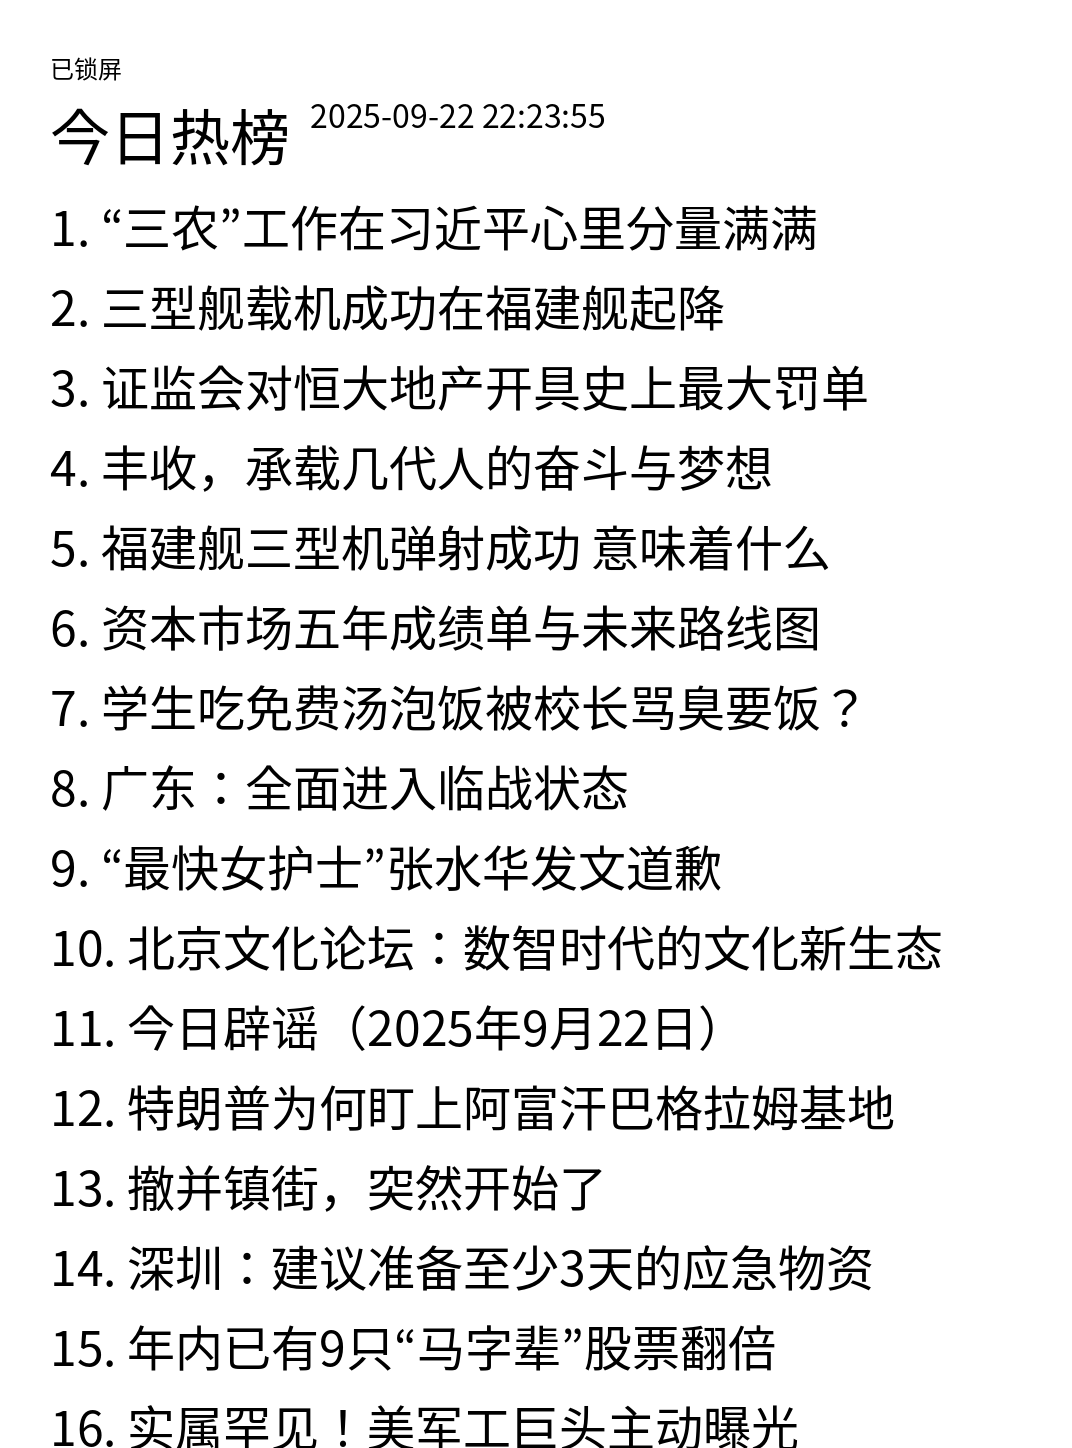 已锁屏
今日热榜 2025-09-22 22:23:55
1. “三农”工作在习近平心里分量满满
2. 三型舰载机成功在福建舰起降
3. 证监会对恒大地产开具史上最大罚单
4. 丰收，承载几代人的奋斗与梦想
5. 福建舰三型机弹射成功 意味着什么
6. 资本市场五年成绩单与未来路线图
7. 学生吃免费汤泡饭被校长骂臭要饭？
8. 广东：全面进入临战状态
9. “最快女护士”张水华发文道歉
10. 北京文化论坛：数智时代的文化新生态
11. 今日辟谣（2025年9月22日）
12. 特朗普为何盯上阿富汗巴格拉姆基地
13. 撤并镇街，突然开始了
14. 深圳：建议准备至少3天的应急物资
15. 年内已有9只“马字辈”股票翻倍
16. 实属罕见！美军工巨头主动曝光